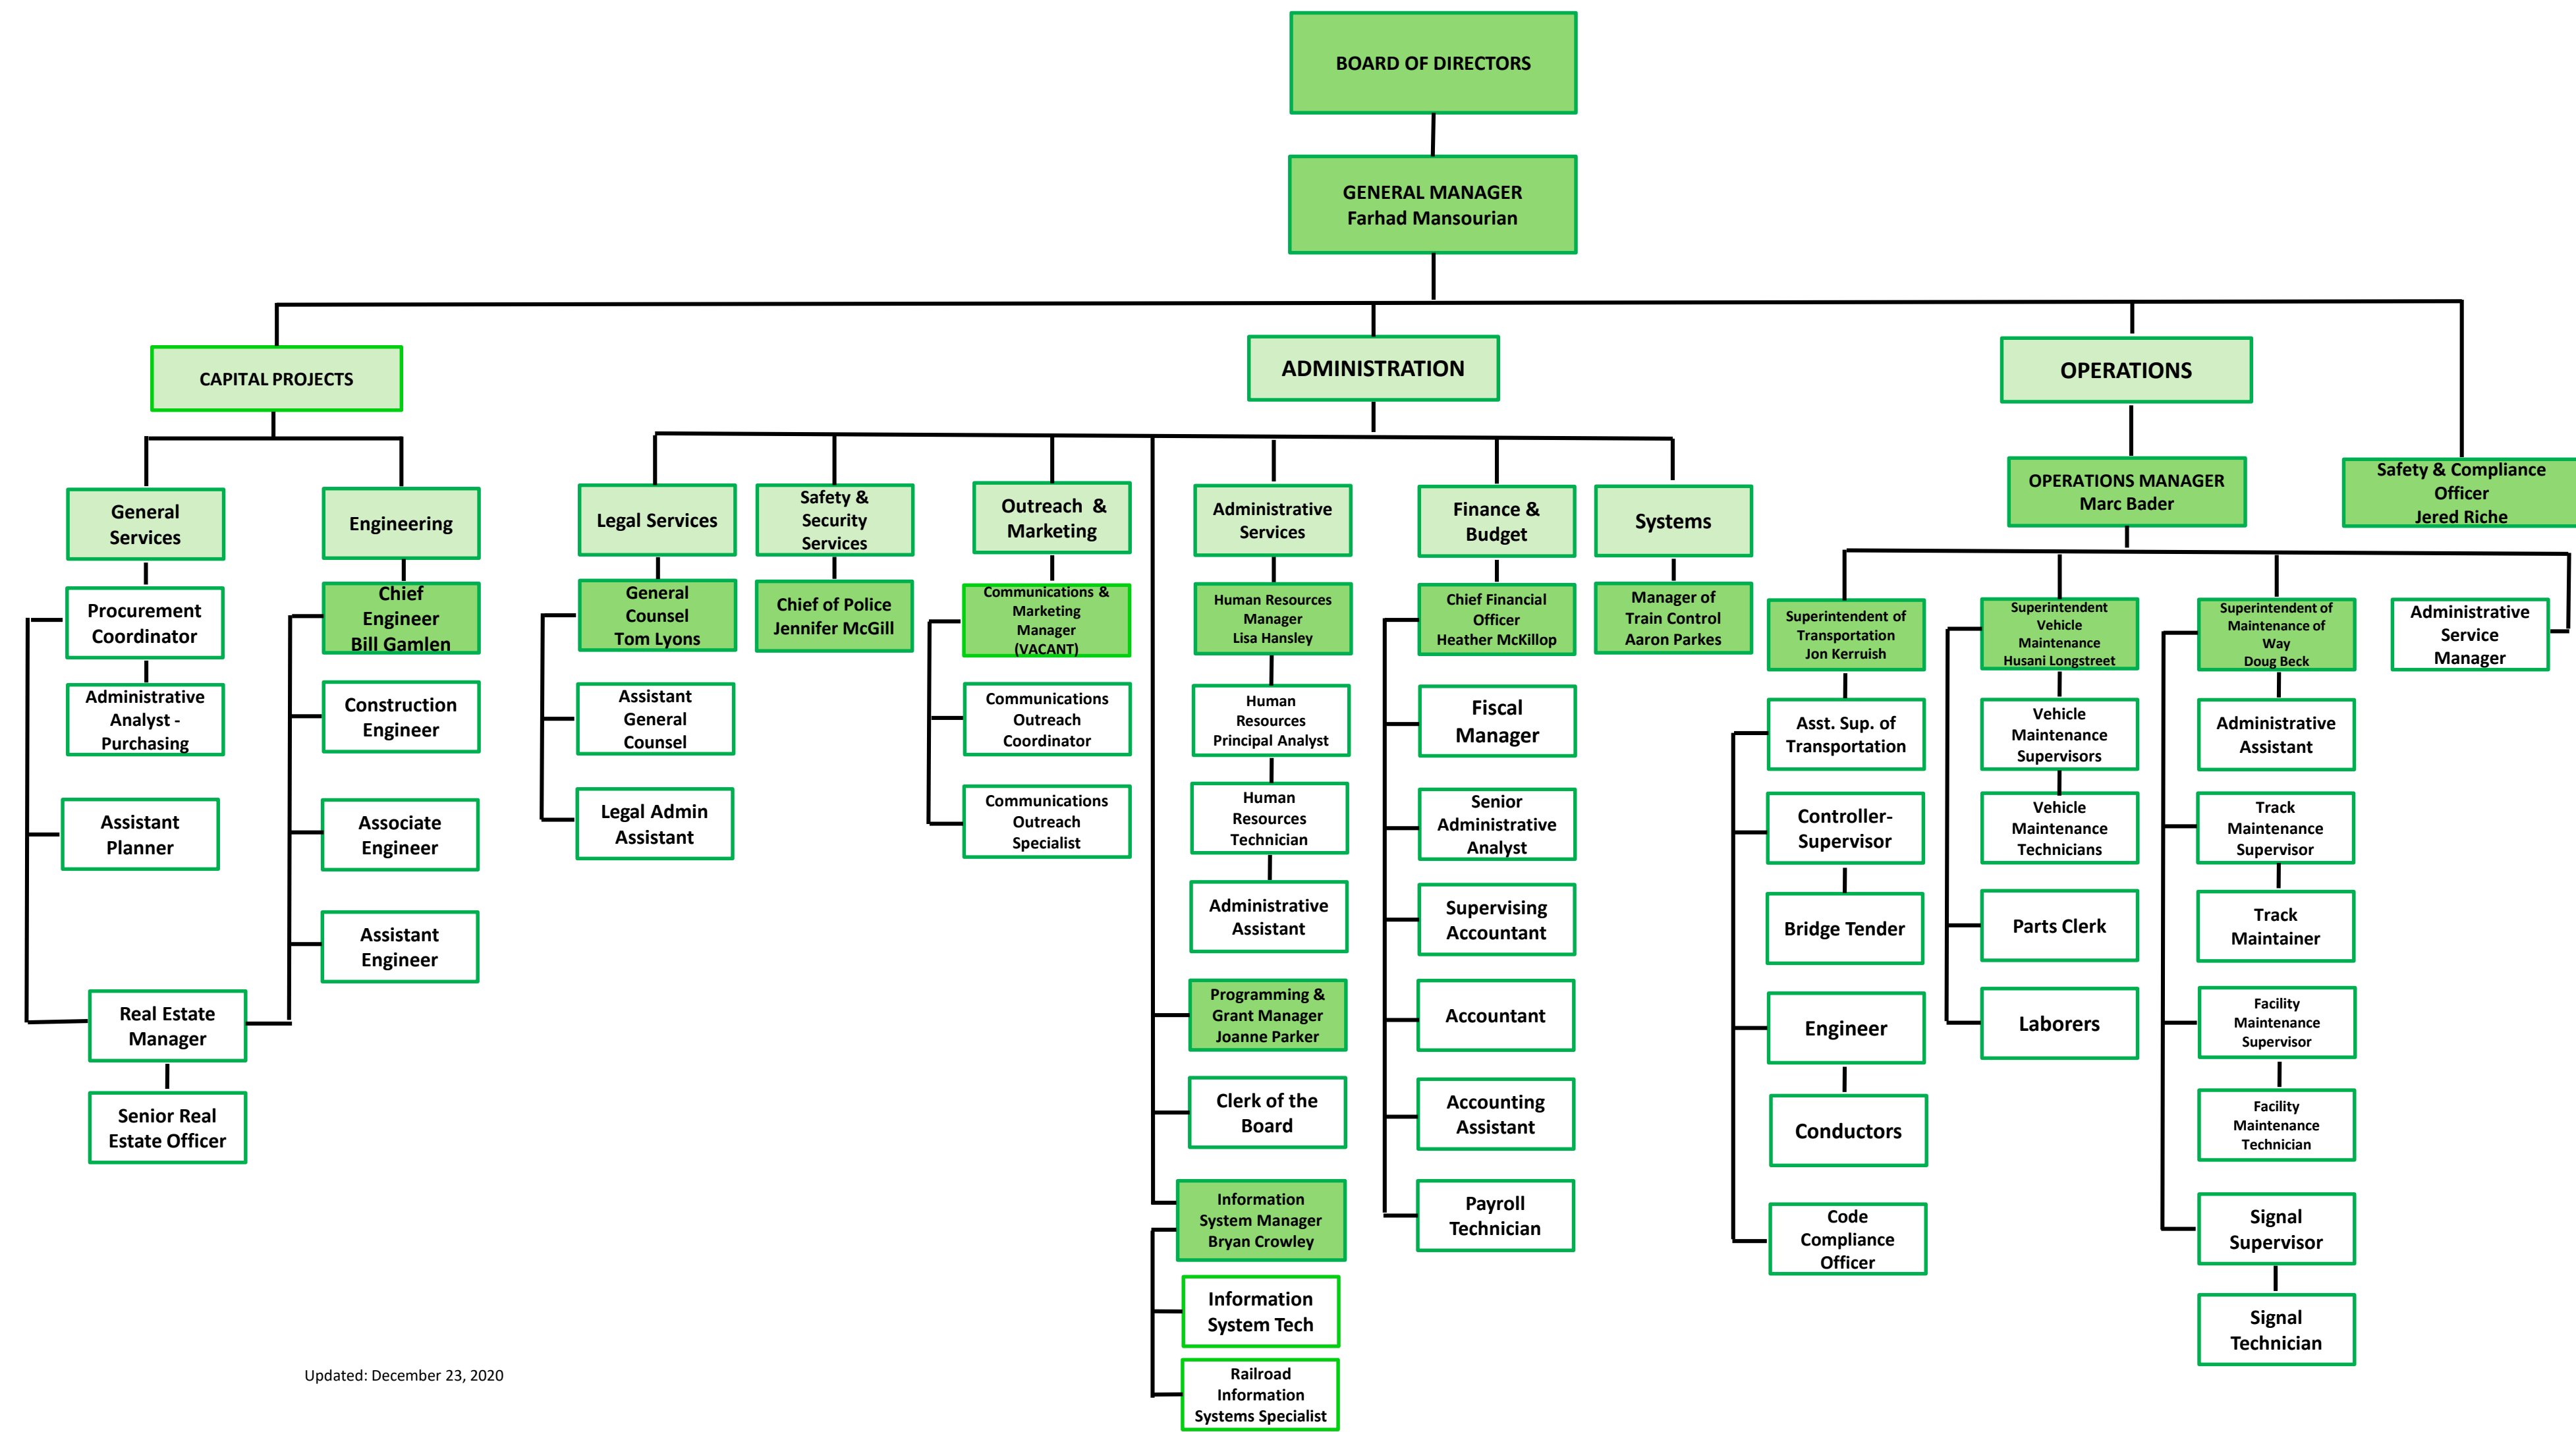 BOARD OF DIRECTORS
GENERAL MANAGER
Farhad Mansourian
CAPITAL PROJECTS
ADMINISTRATION
OPERATIONS
General
Services
Engineering
Legal Services
Safety &
Security
Services
Outreach &
Marketing
Administrative
Services
Finance &
Budget
Systems
OPERATIONS MANAGER
Marc Bader
Safety & Compliance
Officer
Jered Riche
Procurement
Coordinator
Administrative
Analyst -
Purchasing
Assistant
Planner
Real Estate
Manager
Senior Real
Estate Officer
Chief
Engineer
Bill Gamlen
Construction
Engineer
Associate
Engineer
Assistant
Engineer
General
Counsel
Tom Lyons
Assistant
General
Counsel
Legal Admin
Assistant
Chief of Police
Jennifer McGill
Communications &
Marketing
Manager
(VACANT)
Communications
Outreach
Coordinator
Communications
Outreach
Specialist
Human Resources
Manager
Lisa Hansley
Human
Resources
Principal Analyst
Human
Resources
Technician
Administrative
Assistant
Programming &
Grant Manager
Joanne Parker
Clerk of the
Board
Information
System Manager
Bryan Crowley
Information
System Tech
Railroad
Information
Systems Specialist
Chief Financial
Officer
Heather McKillop
Fiscal
Manager
Senior
Administrative
Analyst
Supervising
Accountant
Accountant
Accounting
Assistant
Payroll
Technician
Manager of
Train Control
Aaron Parkes
Superintendent of
Transportation
Jon Kerruish
Asst. Sup. of
Transportation
Controller-
Supervisor
Bridge Tender
Engineer
Conductors
Code
Compliance
Officer
Superintendent
Vehicle
Maintenance
Husani Longstreet
Vehicle
Maintenance
Supervisors
Vehicle
Maintenance
Technicians
Parts Clerk
Laborers
Superintendent of
Maintenance of
Way
Doug Beck
Administrative
Assistant
Track
Maintenance
Supervisor
Track
Maintainer
Facility
Maintenance
Supervisor
Facility
Maintenance
Technician
Signal
Supervisor
Signal
Technician
Administrative
Service
Manager
Updated: December 23, 2020